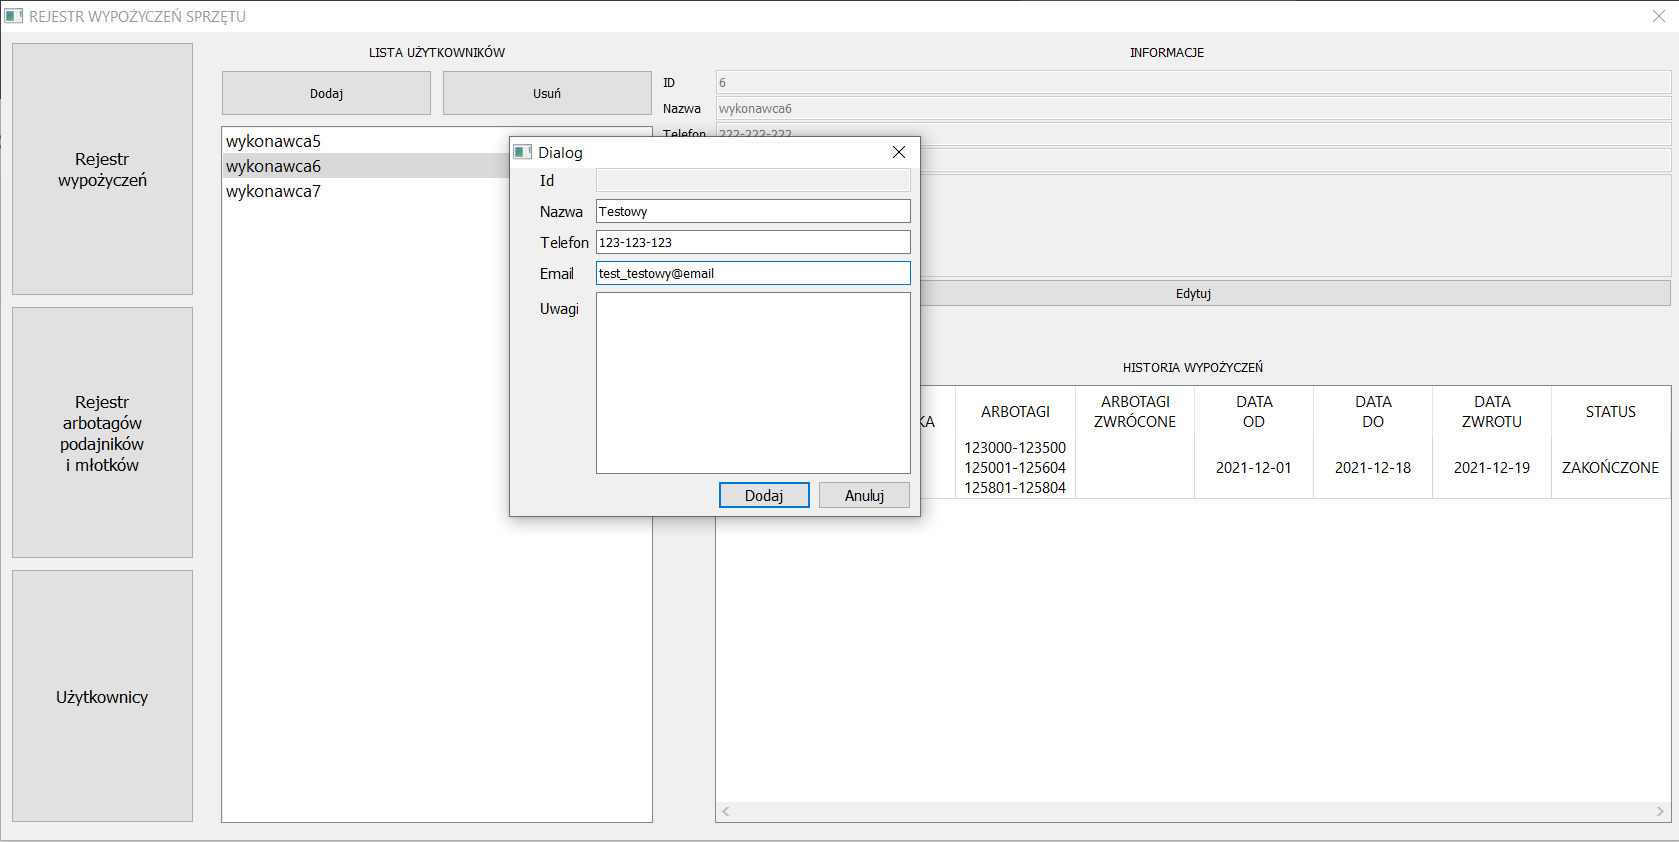 REJESTR WYPOŻYCZEŃ SPRZĘTU
Rejestr
wypożyczeń
Rejestr
arbotagów
podajników
i młotków
Użytkownicy
LISTA UŻYTKOWNIKÓW
Dodaj
Usuń
wykonawca5
wykonawca6
wykonawca7
INFORMACJE
ID
6
Nazwa
wykonawca6
Telefon
222-222-222
Edytuj
Dialog
Id
Nazwa
Testowy
Telefon
123-123-123
Email
test_testowy@email
Uwagi
Dodaj
Anuluj
HISTORIA WYPOŻYCZEŃ
KA
ARBOTAGI
ARBOTAGI
ZWRÓCONE
DATA
OD
DATA
DO
DATA
ZWROTU
STATUS
123000-123500
125001-125604
125801-125804
2021-12-01
2021-12-18
2021-12-19
ZAKOŃCZONE